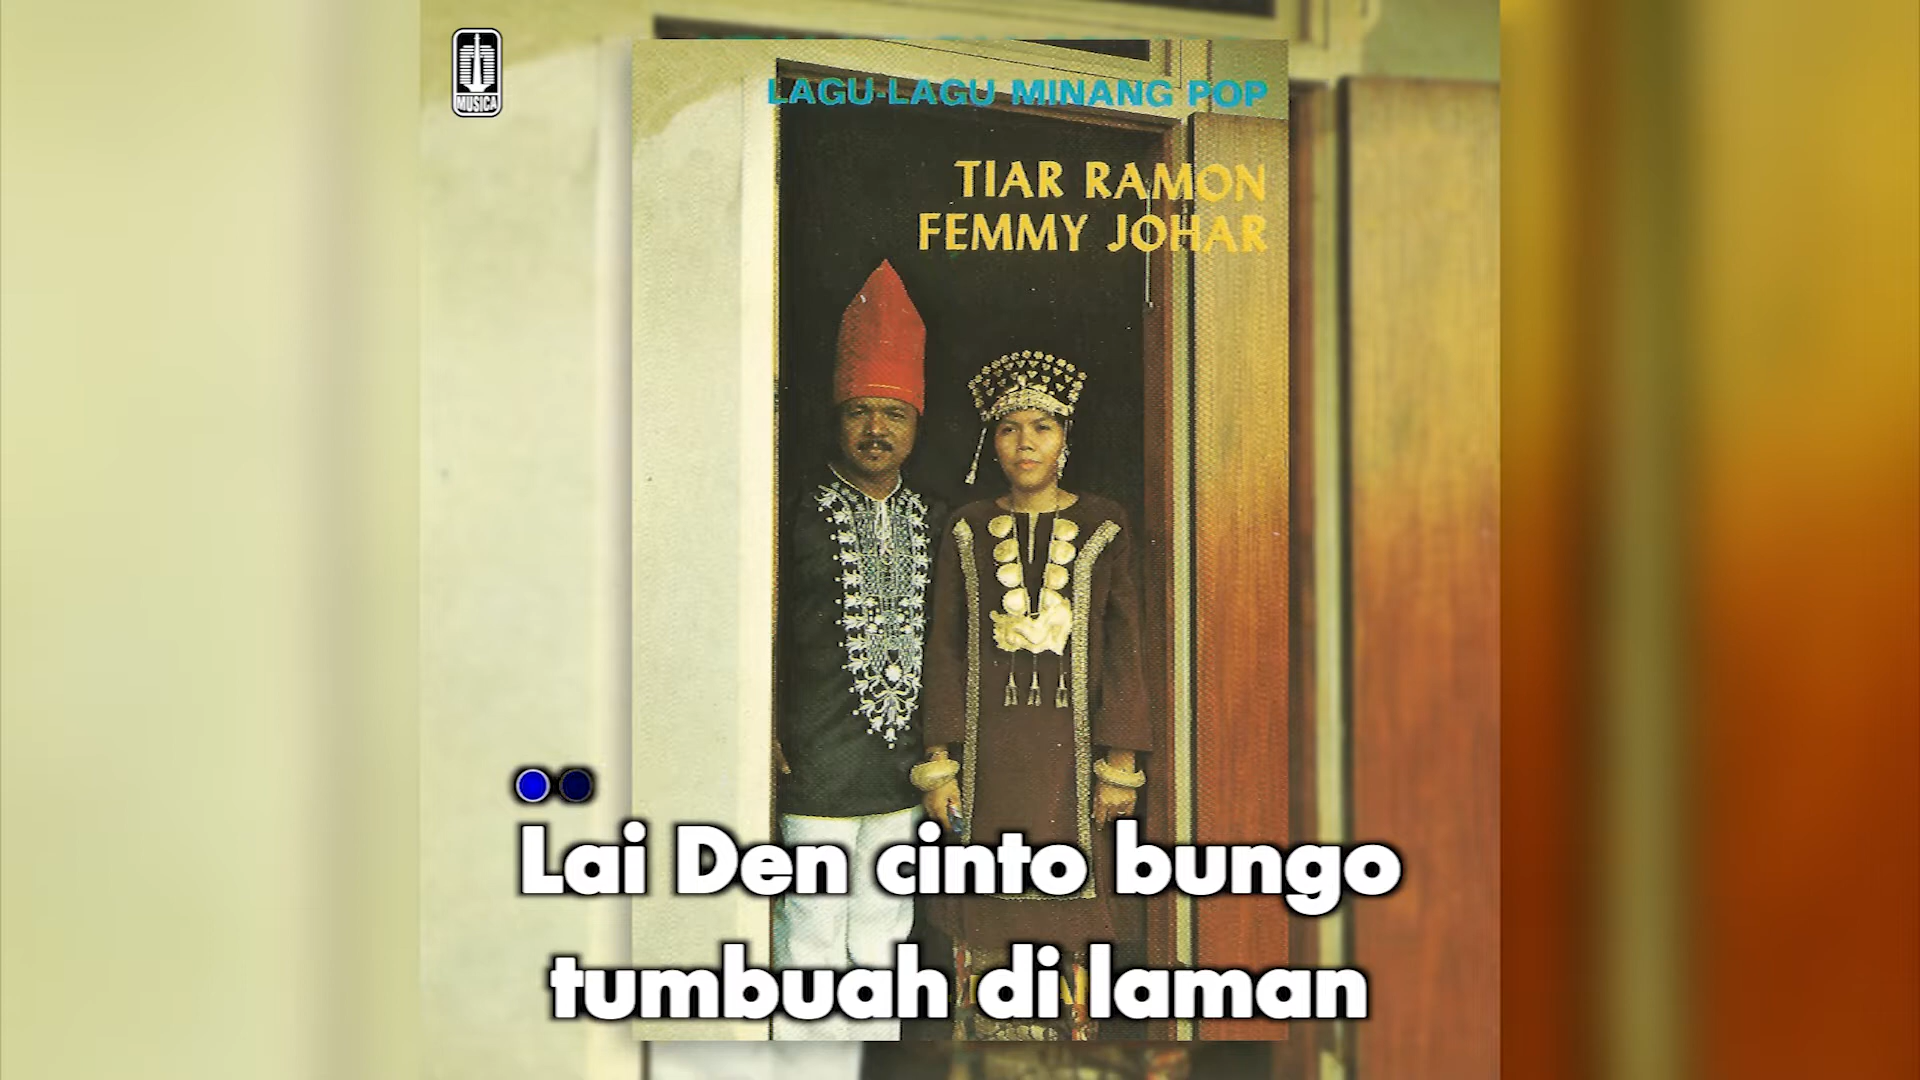 MUSICA
LAGU-LAGU MINANG POP
TIAR RAMON
FEMMY JOHAR
Lai Den cinto bungo
tumbuah di laman